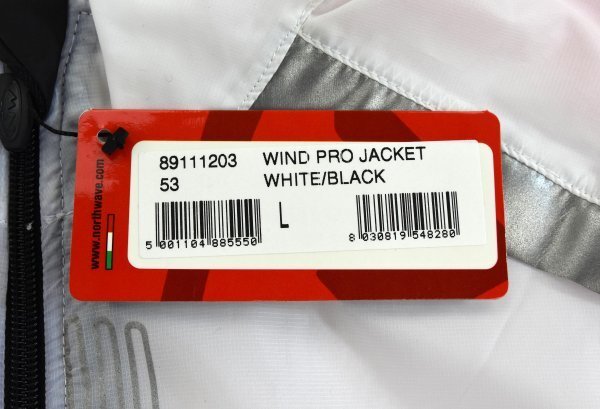 89111203 WIND PRO JACKET
53 WHITE/BLACK
L
5 001104 885550
8 030819 548280
www.northwave.com